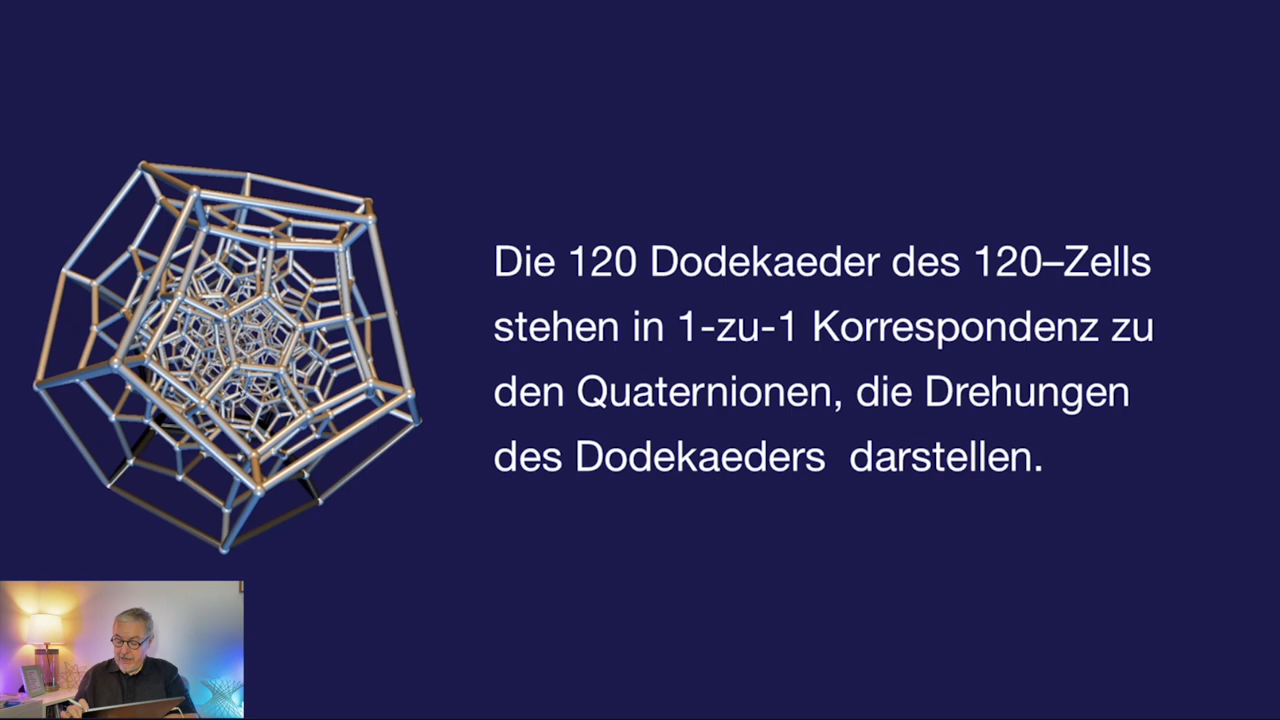 Die 120 Dodekaeder des 120–Zells
stehen in 1-zu-1 Korrespondenz zu
den Quaternionen, die Drehungen
des Dodekaeders  darstellen.